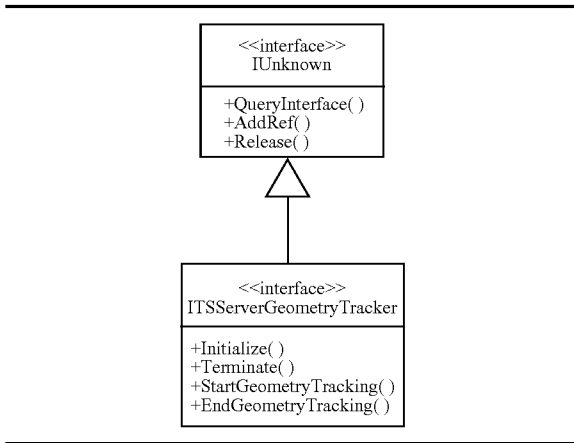 <<interface>>
IUnknown
+QueryInterface( )
+AddRef( )
+Release( )
<<interface>>
ITSServerGeometryTracker
+Initialize( )
+Terminate( )
+StartGeometryTracking( )
+EndGeometryTracking( )